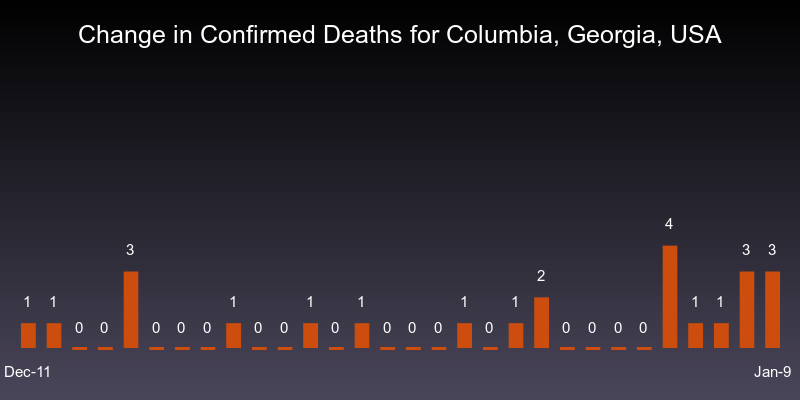 Change in Confirmed Deaths for Columbia, Georgia, USA
4
3 3 3
2
1 1 1 1 1 1 1 1 1
0 0 0 0 0 0 0 0 0 0 0 0 0 0 0
Dec-11 Jan-9